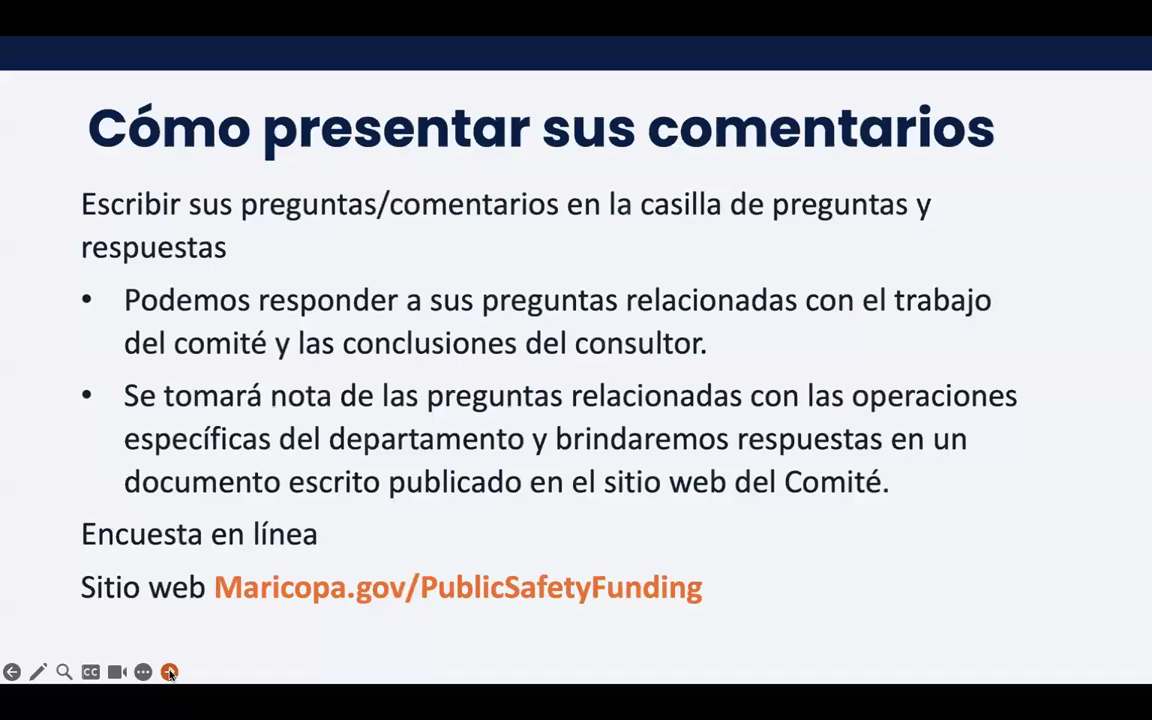 Cómo presentar sus comentarios
Escribir sus preguntas/comentarios en la casilla de preguntas y
respuestas
• Podemos responder a sus preguntas relacionadas con el trabajo
del comité y las conclusiones del consultor.
• Se tomará nota de las preguntas relacionadas con las operaciones
específicas del departamento y brindaremos respuestas en un
documento escrito publicado en el sitio web del Comité.
Encuesta en línea
Sitio web Maricopa.gov/PublicSafetyFunding
CC